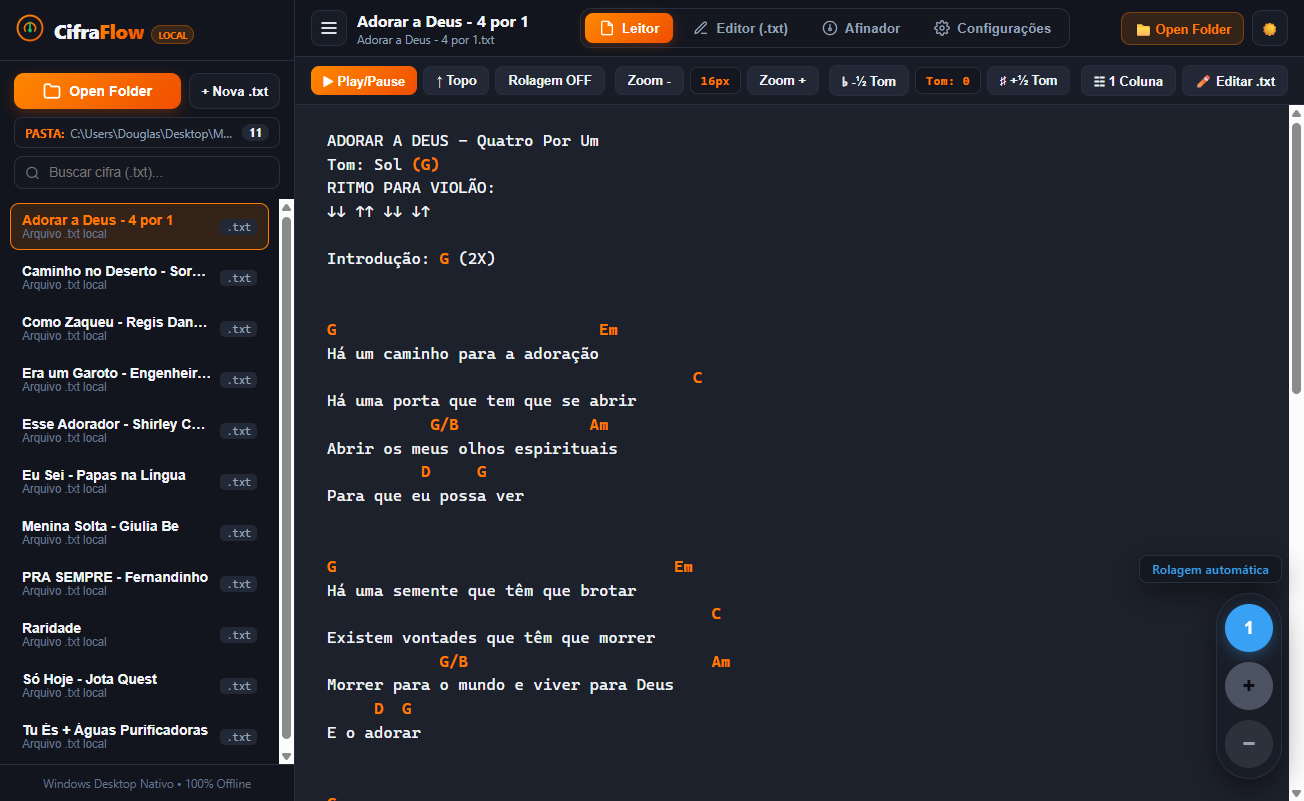 CifraFlow LOCAL
Open Folder
+ Nova .txt
PASTA: C:\Users\Douglas\Desktop\M... 11
Buscar cifra (.txt)...
Adorar a Deus - 4 por 1
Arquivo .txt local
.txt
Caminho no Deserto - Sor...
Arquivo .txt local
.txt
Como Zaqueu - Regis Dan...
Arquivo .txt local
.txt
Era um Garoto - Engenheir...
Arquivo .txt local
.txt
Esse Adorador - Shirley C...
Arquivo .txt local
.txt
Eu Sei - Papas na Língua
Arquivo .txt local
.txt
Menina Solta - Giulia Be
Arquivo .txt local
.txt
PRA SEMPRE - Fernandinho
Arquivo .txt local
.txt
Raridade
Arquivo .txt local
.txt
Só Hoje - Jota Quest
Arquivo .txt local
.txt
Tu És + Águas Purificadoras
Arquivo .txt local
.txt
Windows Desktop Nativo • 100% Offline
Adorar a Deus - 4 por 1
Adorar a Deus - 4 por 1.txt
Leitor
Editor (.txt)
Afinador
Configurações
Open Folder
▶ Play/Pause
↑ Topo
Rolagem OFF
Zoom -
16px
Zoom +
♭ -½ Tom
Tom: 0
♯ +½ Tom
☷ 1 Coluna
Editar .txt
ADORAR A DEUS – Quatro Por Um
Tom: Sol (G)
RITMO PARA VIOLÃO:
↓↓ ↑↑ ↓↓ ↓↑
Introdução: G (2X)
G                            Em
Há um caminho para a adoração
                                       C
Há uma porta que tem que se abrir
           G/B              Am
Abrir os meus olhos espirituais
          D     G
Para que eu possa ver
G                                    Em
Há uma semente que têm que brotar
                                         C
Existem vontades que têm que morrer
            G/B                          Am
Morrer para o mundo e viver para Deus
     D  G
E o adorar
Rolagem automática
1
+
−